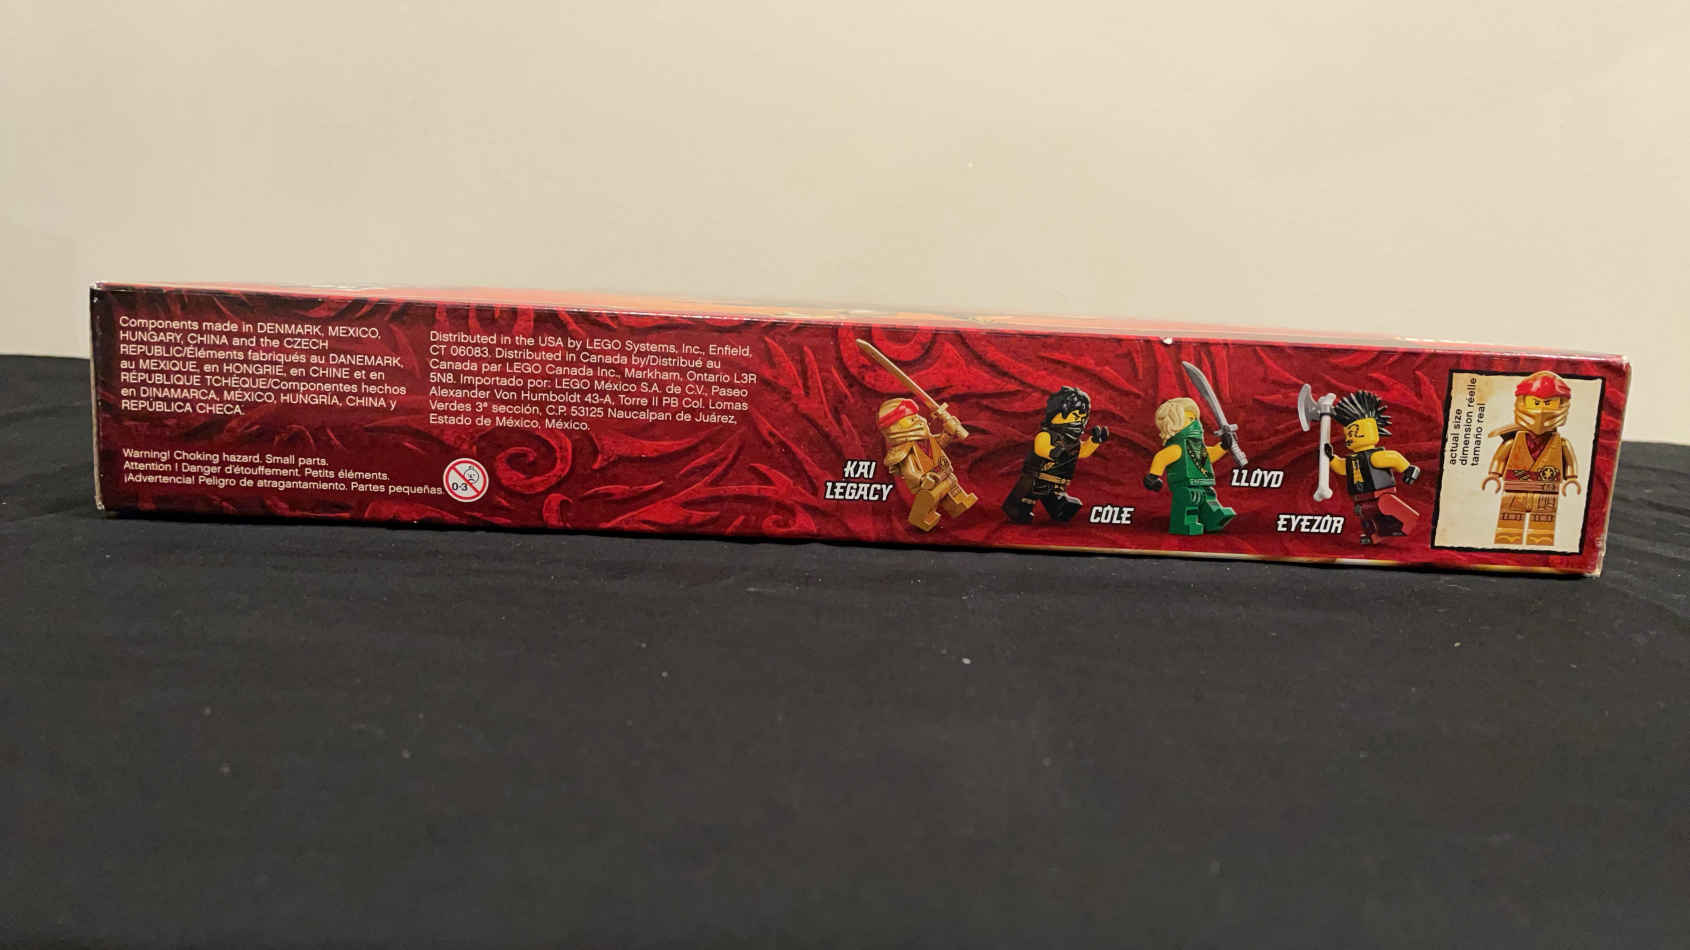 Components made in DENMARK, MEXICO,
HUNGARY, CHINA and the CZECH
REPUBLIC/Éléments fabriqués au DANEMARK,
au MEXIQUE, en HONGRIE, en CHINE et en
RÉPUBLIQUE TCHÈQUE/Componentes hechos
en DINAMARCA, MÉXICO, HUNGRÍA, CHINA y
REPÚBLICA CHECA.
Warning! Choking hazard. Small parts.
Attention ! Danger d'étouffement. Petits éléments.
¡Advertencia! Peligro de atragantamiento. Partes pequeñas.
0-3
Distributed in the USA by LEGO Systems, Inc., Enfield,
CT 06083. Distributed in Canada by/Distribué au
Canada par LEGO Canada Inc., Markham, Ontario L3R
5N8. Importado por: LEGO México S.A. de C.V., Paseo
Alexander Von Humboldt 43-A, Torre II PB Col. Lomas
Verdes 3ª sección, C.P. 53125 Naucalpan de Juárez,
Estado de México, México.
KAI
LEGACY
COLE
LLOYD
EYEZOR
actual size
dimension réelle
tamaño real